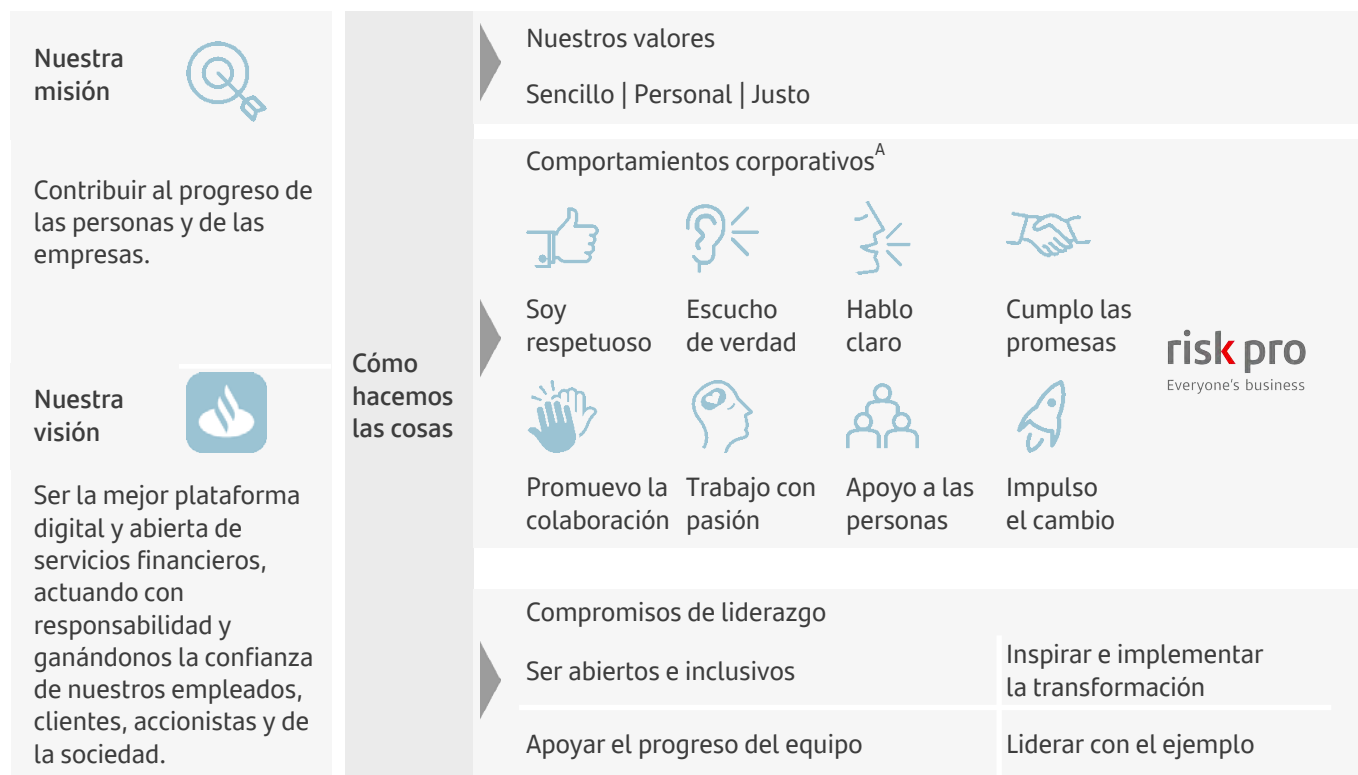 Nuestra
misión
Contribuir al progreso de
las personas y de las
empresas.
Nuestra
visión
Ser la mejor plataforma
digital y abierta de
servicios financieros,
actuando con
responsabilidad y
ganándonos la confianza
de nuestros empleados,
clientes, accionistas y de
la sociedad.
Cómo
hacemos
las cosas
Nuestros valores
Sencillo | Personal | Justo
Comportamientos corporativosᴬ
Soy
respetuoso
Escucho
de verdad
Hablo
claro
Cumplo las
promesas
Promuevo la
colaboración
Trabajo con
pasión
Apoyo a las
personas
Impulso
el cambio
risk pro
Everyone's business
Compromisos de liderazgo
Ser abiertos e inclusivos
Inspirar e implementar
la transformación
Apoyar el progreso del equipo
Liderar con el ejemplo